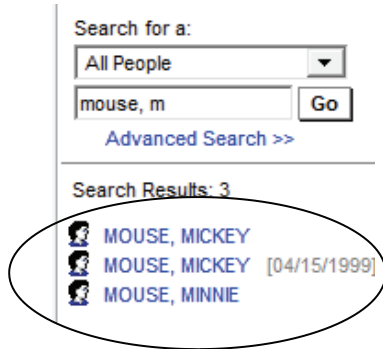 Search for a:
All People
mouse, m Go
Advanced Search >>
Search Results: 3
MOUSE, MICKEY
MOUSE, MICKEY [04/15/1999]
MOUSE, MINNIE